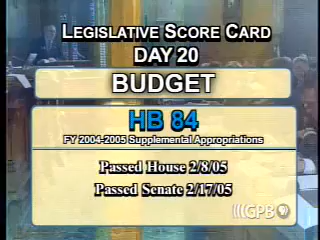 LEGISLATIVE SCORE CARD
DAY 20
BUDGET
HB 84
FY 2004-2005 Supplemental Appropriations
Passed House 2/8/05
Passed Senate 2/17/05
GPB